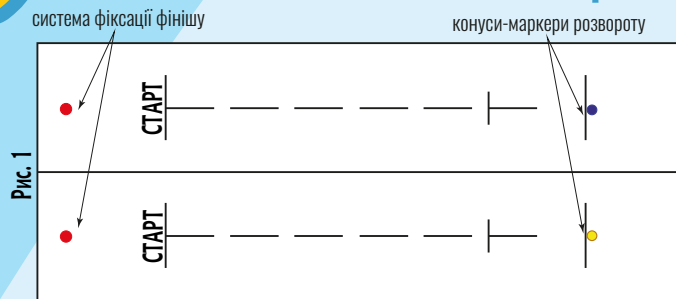 система фіксації фінішу
конуси-маркери розвороту
СТАРТ
Рис. 1
СТАРТ